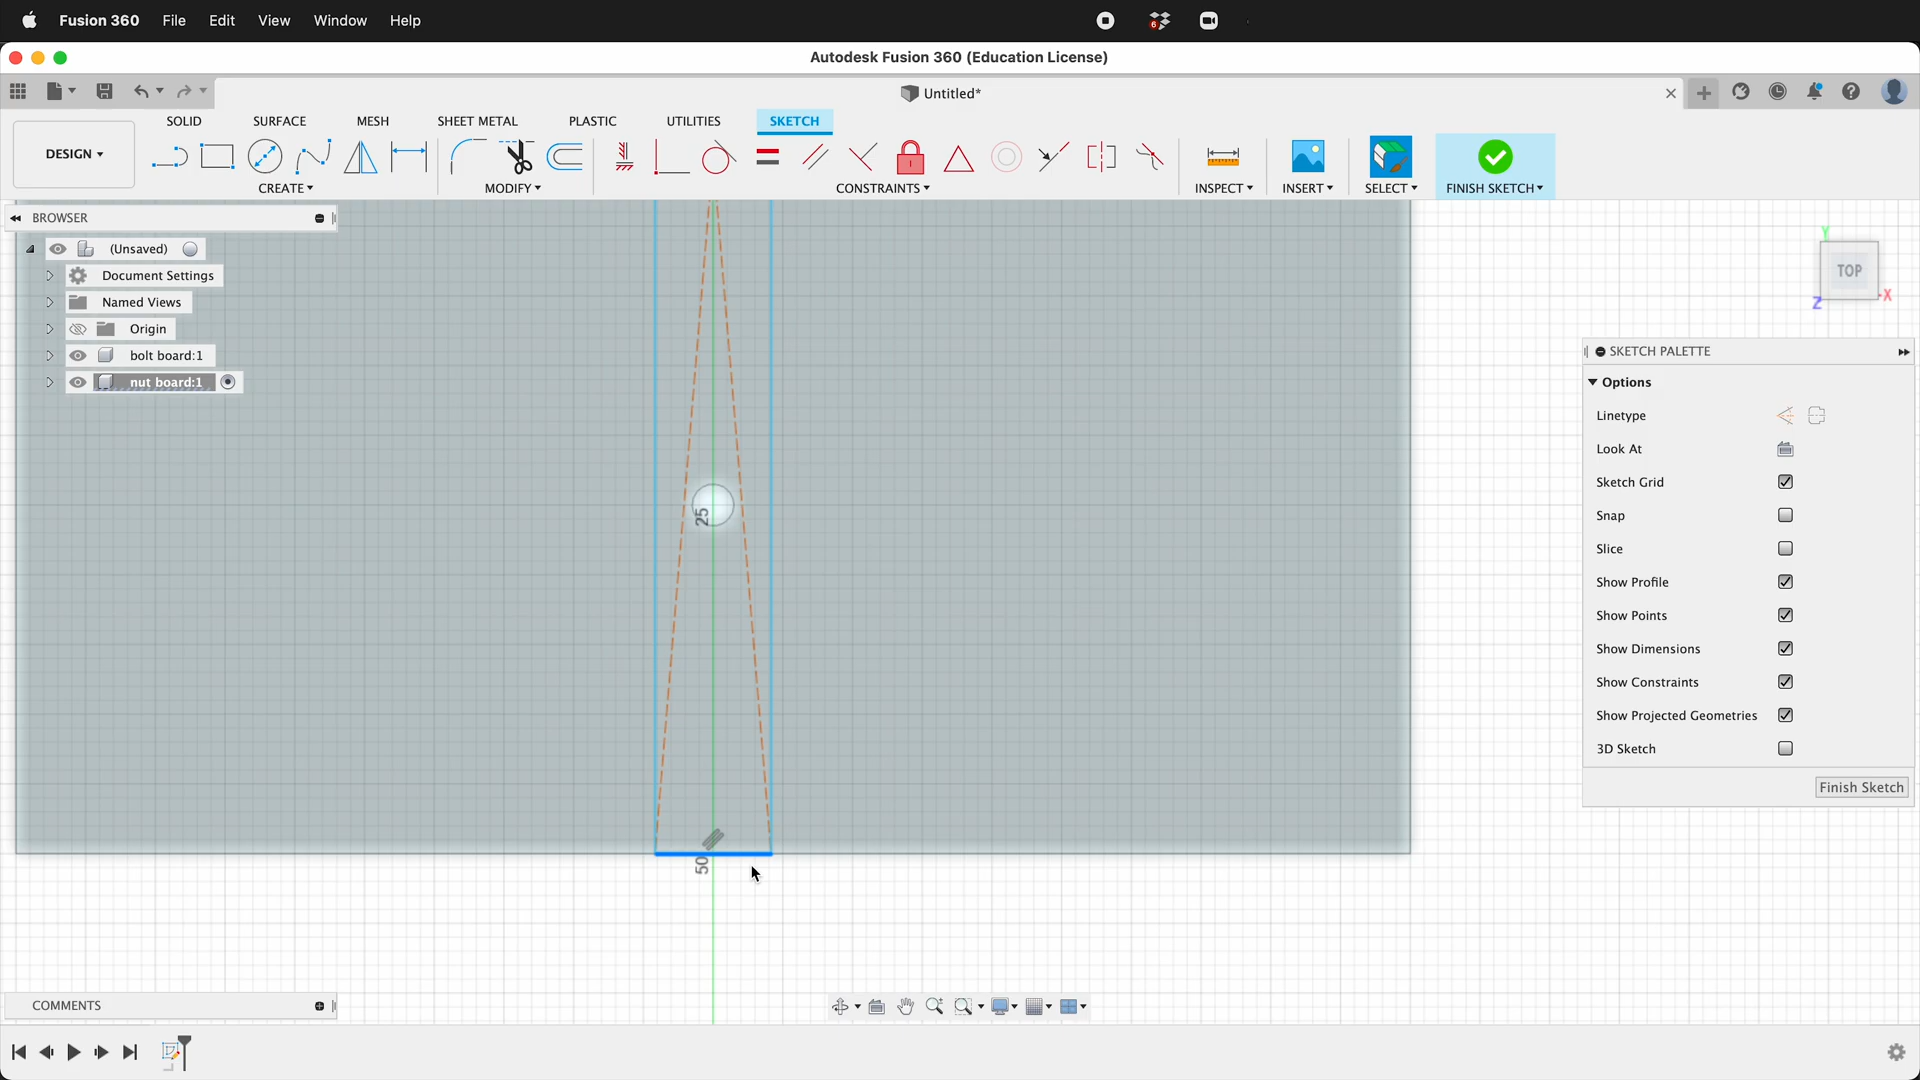 Fusion 360 File Edit View Window Help
6
Autodesk Fusion 360 (Education License)
Untitled*
SOLID SURFACE MESH SHEET METAL PLASTIC UTILITIES SKETCH
DESIGN
CREATE MODIFY CONSTRAINTS INSPECT INSERT SELECT FINISH SKETCH
BROWSER
(Unsaved)
Document Settings
Named Views
Origin
bolt board:1
nut board:1
Y
TOP
X
Z
SKETCH PALETTE
Options
Linetype
Look At
Sketch Grid
Snap
Slice
Show Profile
Show Points
Show Dimensions
Show Constraints
Show Projected Geometries
3D Sketch
Finish Sketch
25
50
COMMENTS